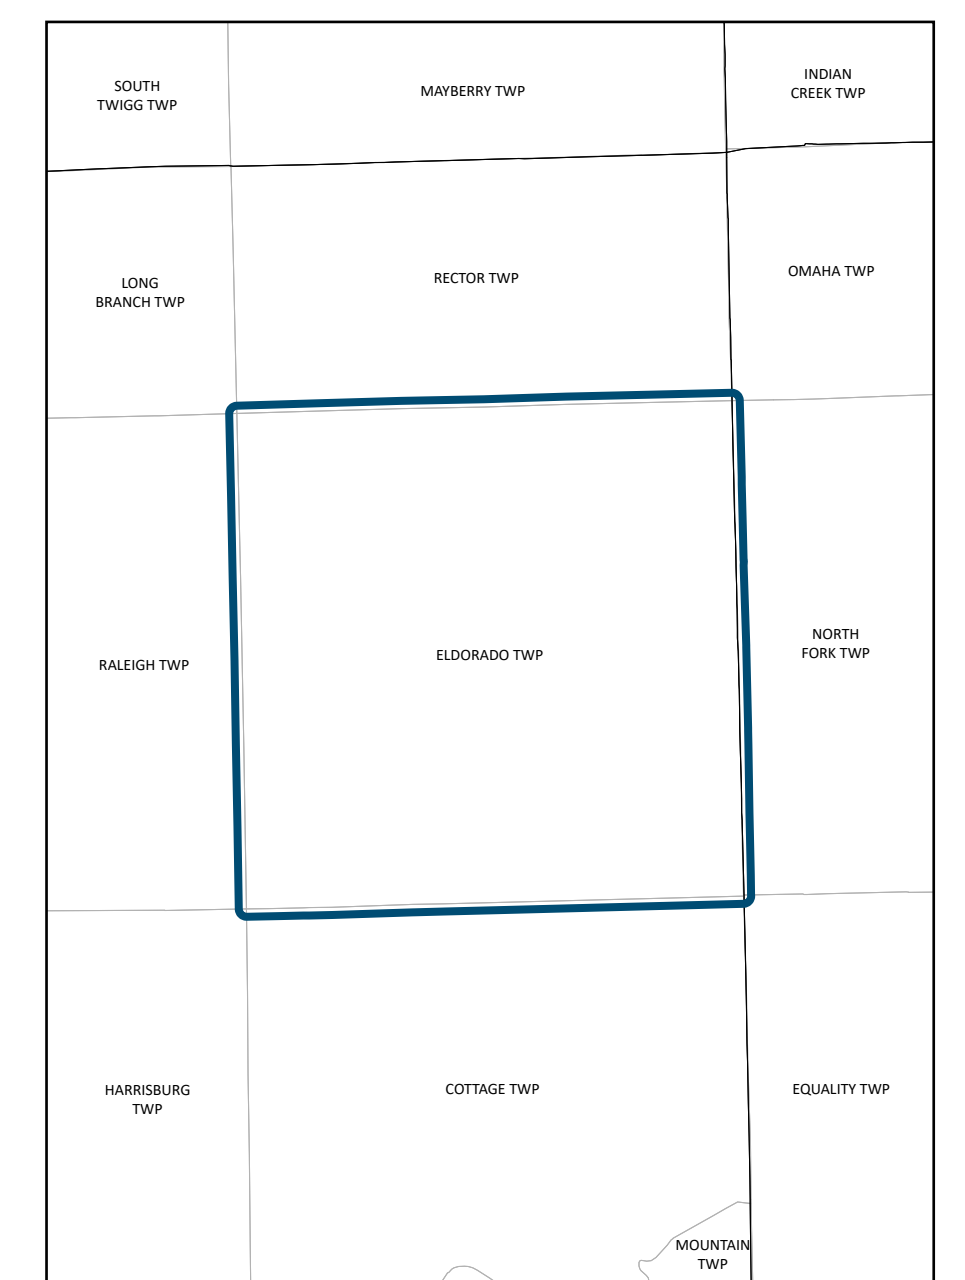 SOUTH
TWIGG TWP
MAYBERRY TWP
INDIAN
CREEK TWP
LONG
BRANCH TWP
RECTOR TWP
OMAHA TWP
RALEIGH TWP
ELDORADO TWP
NORTH
FORK TWP
HARRISBURG
TWP
COTTAGE TWP
EQUALITY TWP
MOUNTAIN
TWP